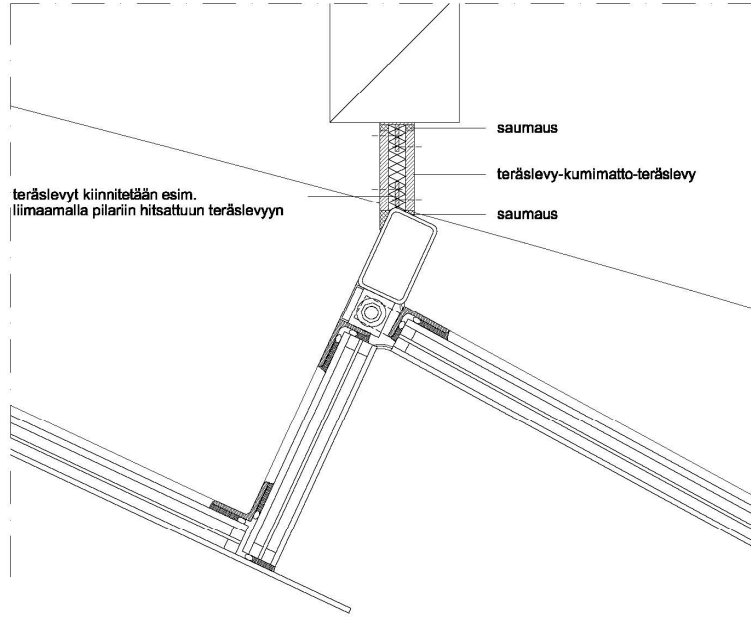 saumaus
teräslevy-kumimatto-teräslevy
teräslevyt kiinnitetään esim.
liimaamalla pilariin hitsattuun teräslevyyn
saumaus